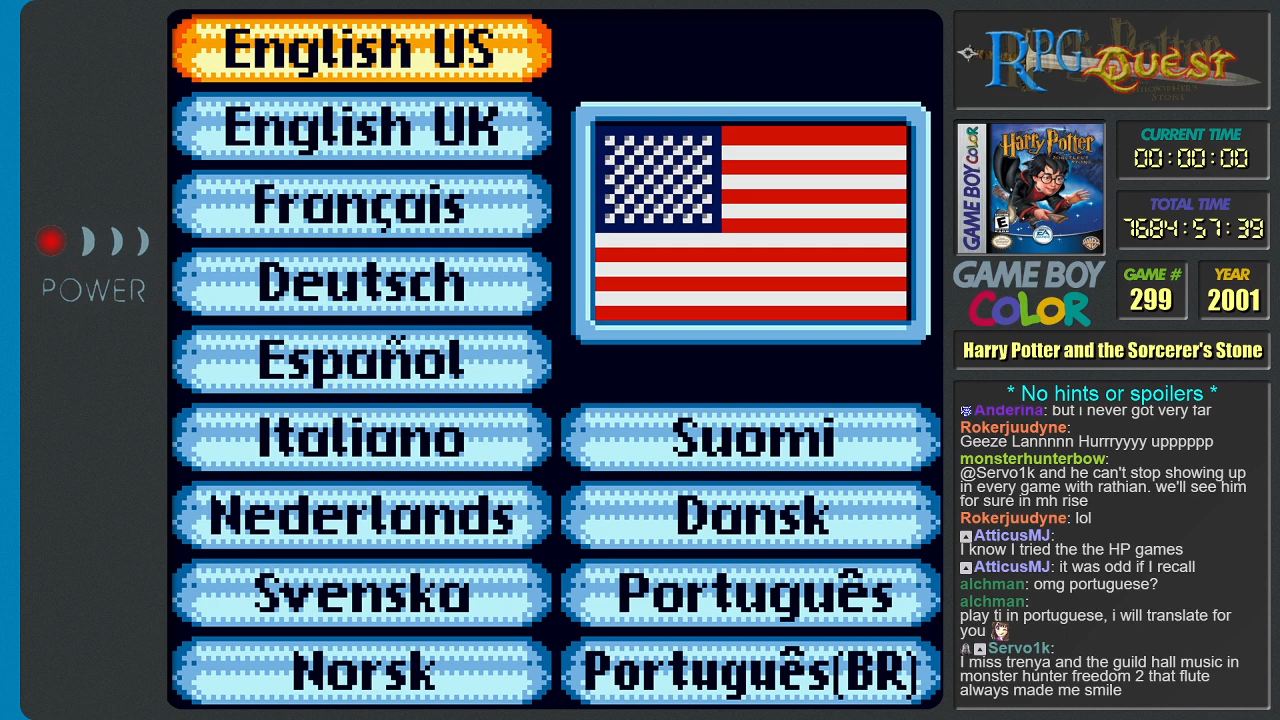 English US
English UK
Français
Deutsch
Español
Italiano
Nederlands
Svenska
Norsk
Suomi
Dansk
Português
Português(BR)
POWER
RPG Quest
GAME BOY COLOR
Harry Potter
E
EA GAMES
CURRENT TIME
00:00:00
TOTAL TIME
7684:57:39
GAME BOY
COLOR
GAME #
299
YEAR
2001
Harry Potter and the Sorcerer's Stone
* No hints or spoilers *
Anderina: but i never got very far
Rokerjuudyne:
Geeze Lannnnn Hurrryyyy upppppp
monsterhunterbow:
@Servo1k and he can't stop showing up
in every game with rathian. we'll see him
for sure in mh rise
Rokerjuudyne: lol
AtticusMJ:
I know I tried the the HP games
AtticusMJ: it was odd if I recall
alchman: omg portuguese?
alchman:
play ti in portuguese, i will translate for
you
Servo1k:
I miss trenya and the guild hall music in
monster hunter freedom 2 that flute
always made me smile